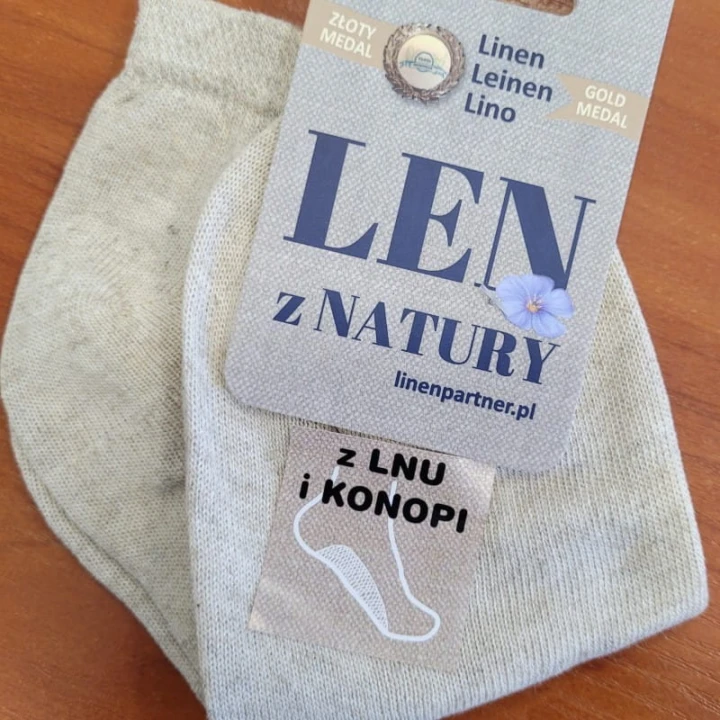 ZŁOTY
MEDAL
Linen
Leinen
Lino
GOLD
MEDAL
LEN
z NATURY
linenpartner.pl
z LNU
i KONOPI